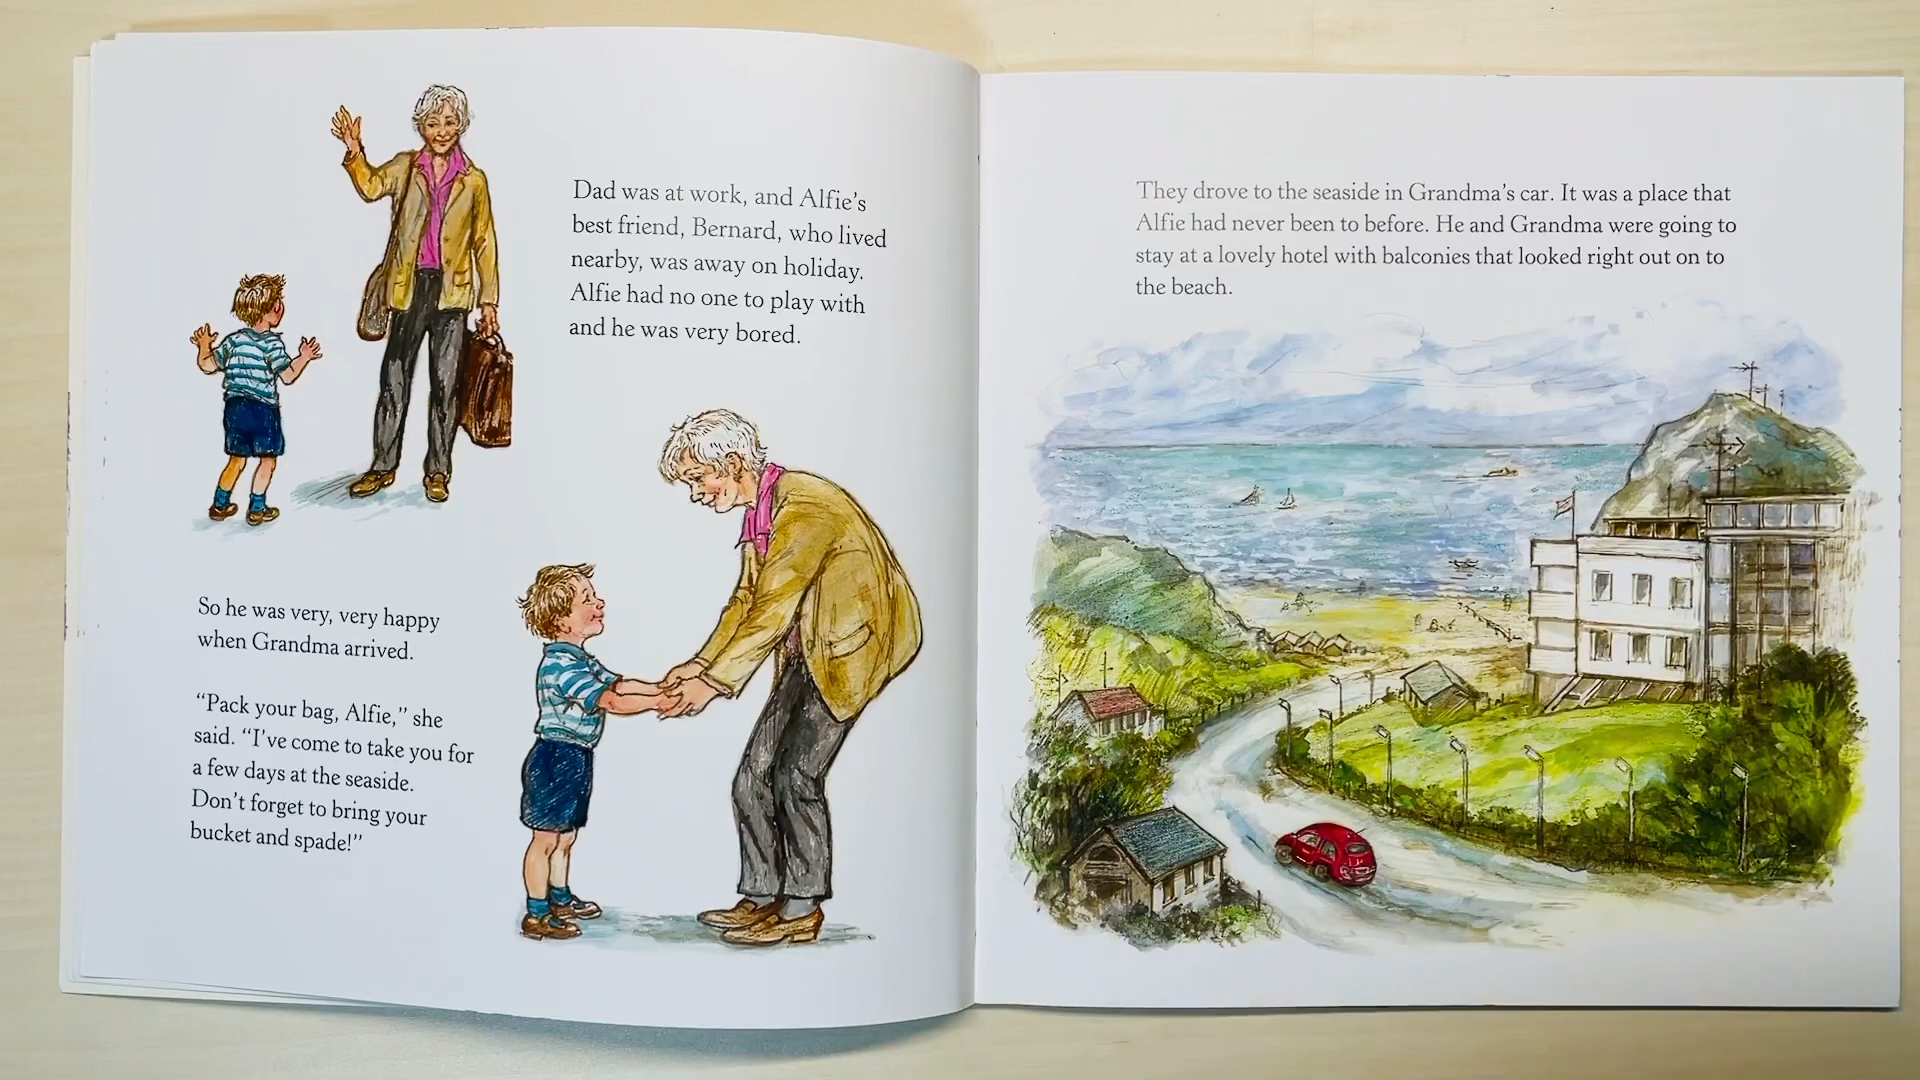 Dad was at work, and Alfie's
best friend, Bernard, who lived
nearby, was away on holiday.
Alfie had no one to play with
and he was very bored.
So he was very, very happy
when Grandma arrived.
“Pack your bag, Alfie,” she
said. “I've come to take you for
a few days at the seaside.
Don't forget to bring your
bucket and spade!”
They drove to the seaside in Grandma's car. It was a place that
Alfie had never been to before. He and Grandma were going to
stay at a lovely hotel with balconies that looked right out on to
the beach.